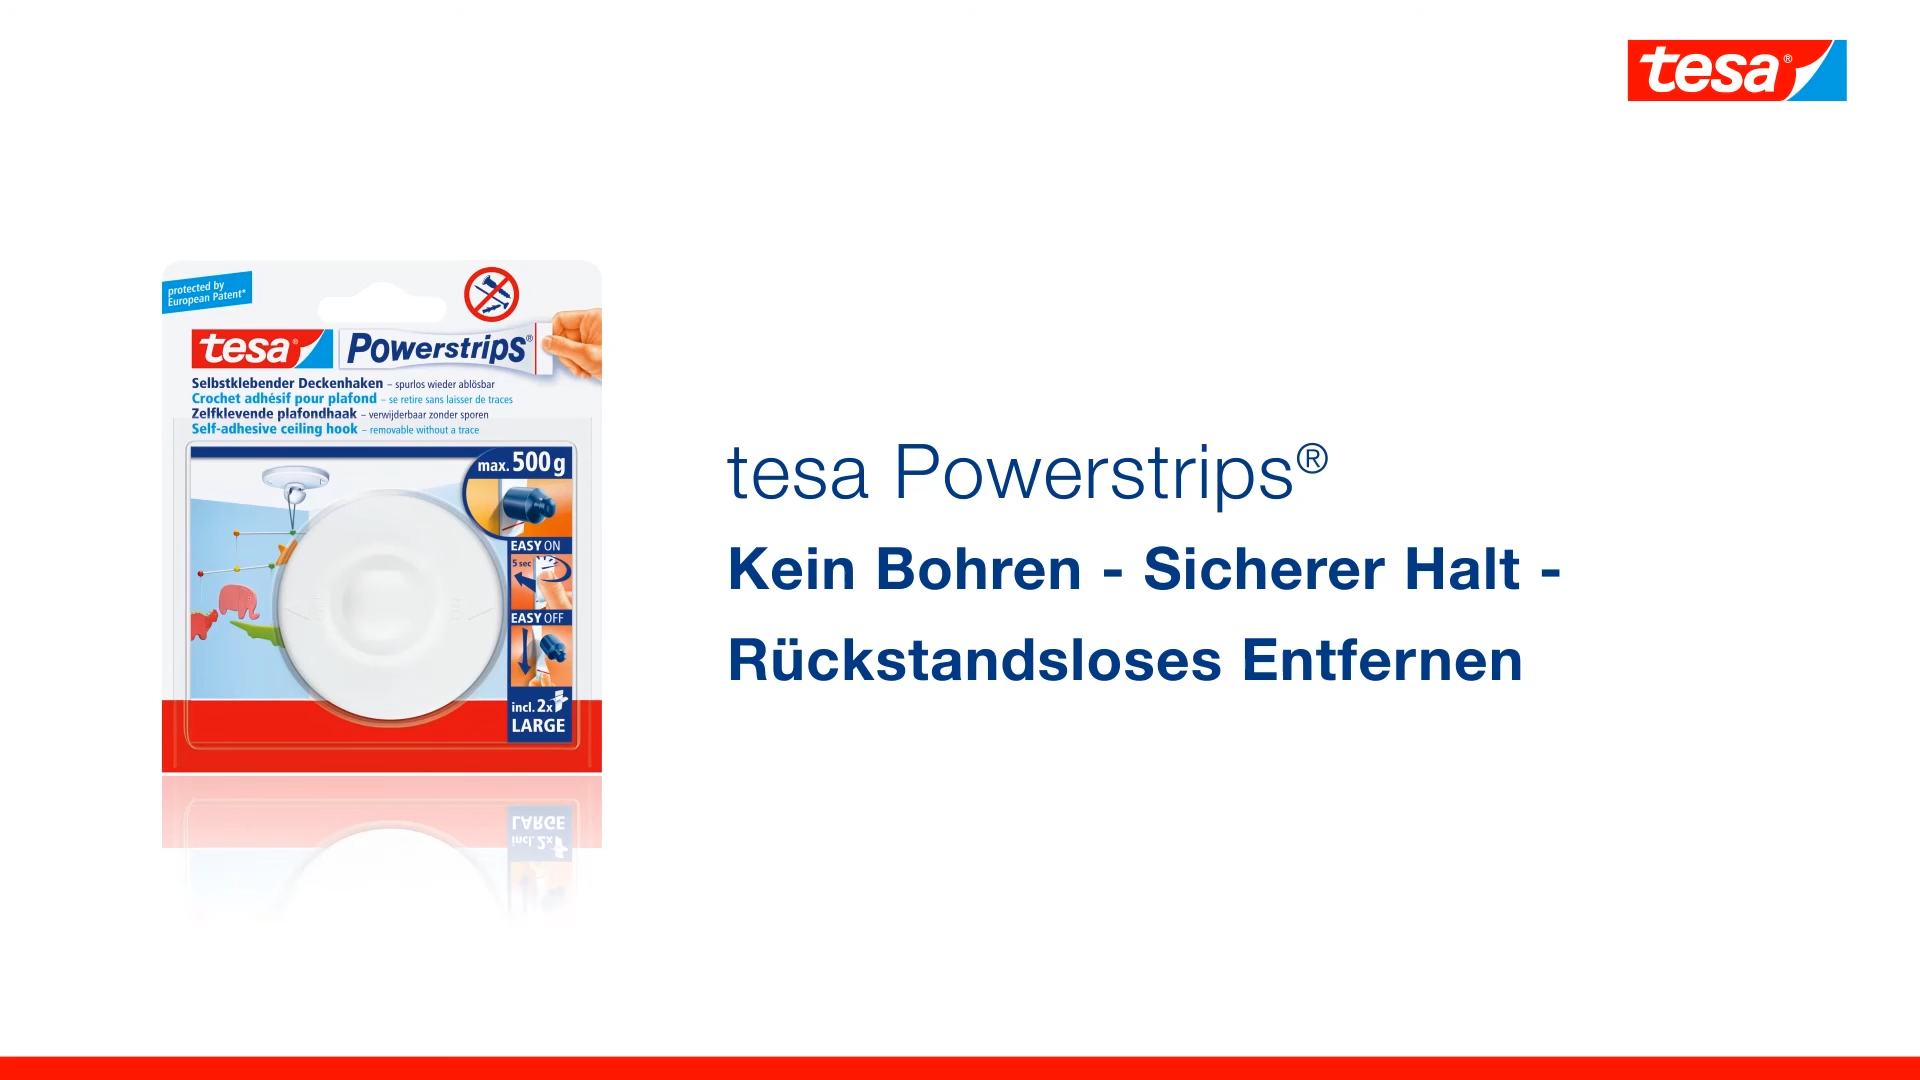 tesa®
protected by
European Patent*
tesa® Powerstrips®
Selbstklebender Deckenhaken – spurlos wieder ablösbar
Crochet adhésif pour plafond – se retire sans laisser de traces
Zelfklevende plafondhaak – verwijderbaar zonder sporen
Self-adhesive ceiling hook – removable without a trace
max. 500 g
EASY ON
5 sec
EASY OFF
incl. 2x
LARGE
tesa Powerstrips®
Kein Bohren - Sicherer Halt -
Rückstandsloses Entfernen